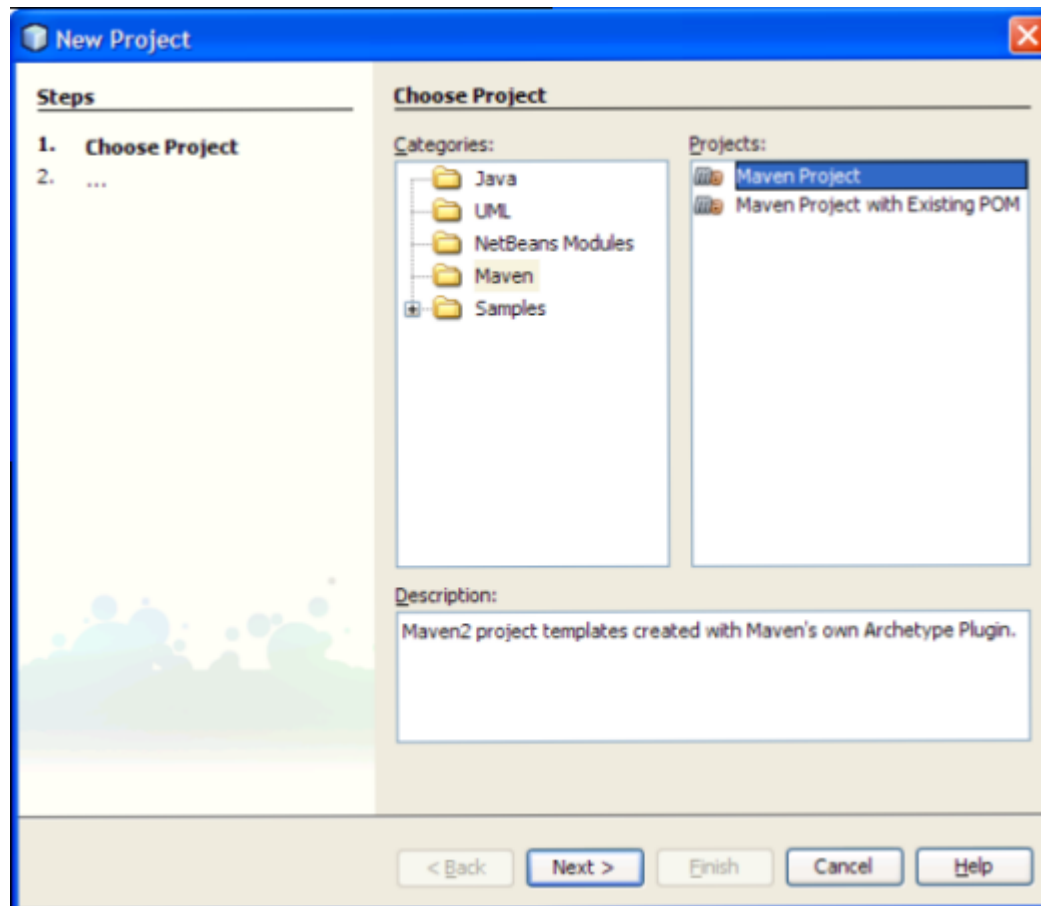 New Project
Steps
1. Choose Project
2. ...
Choose Project
Categories:
Java
UML
NetBeans Modules
Maven
Samples
Projects:
Maven Project
Maven Project with Existing POM
Description:
Maven2 project templates created with Maven's own Archetype Plugin.
< Back Next > Finish Cancel Help